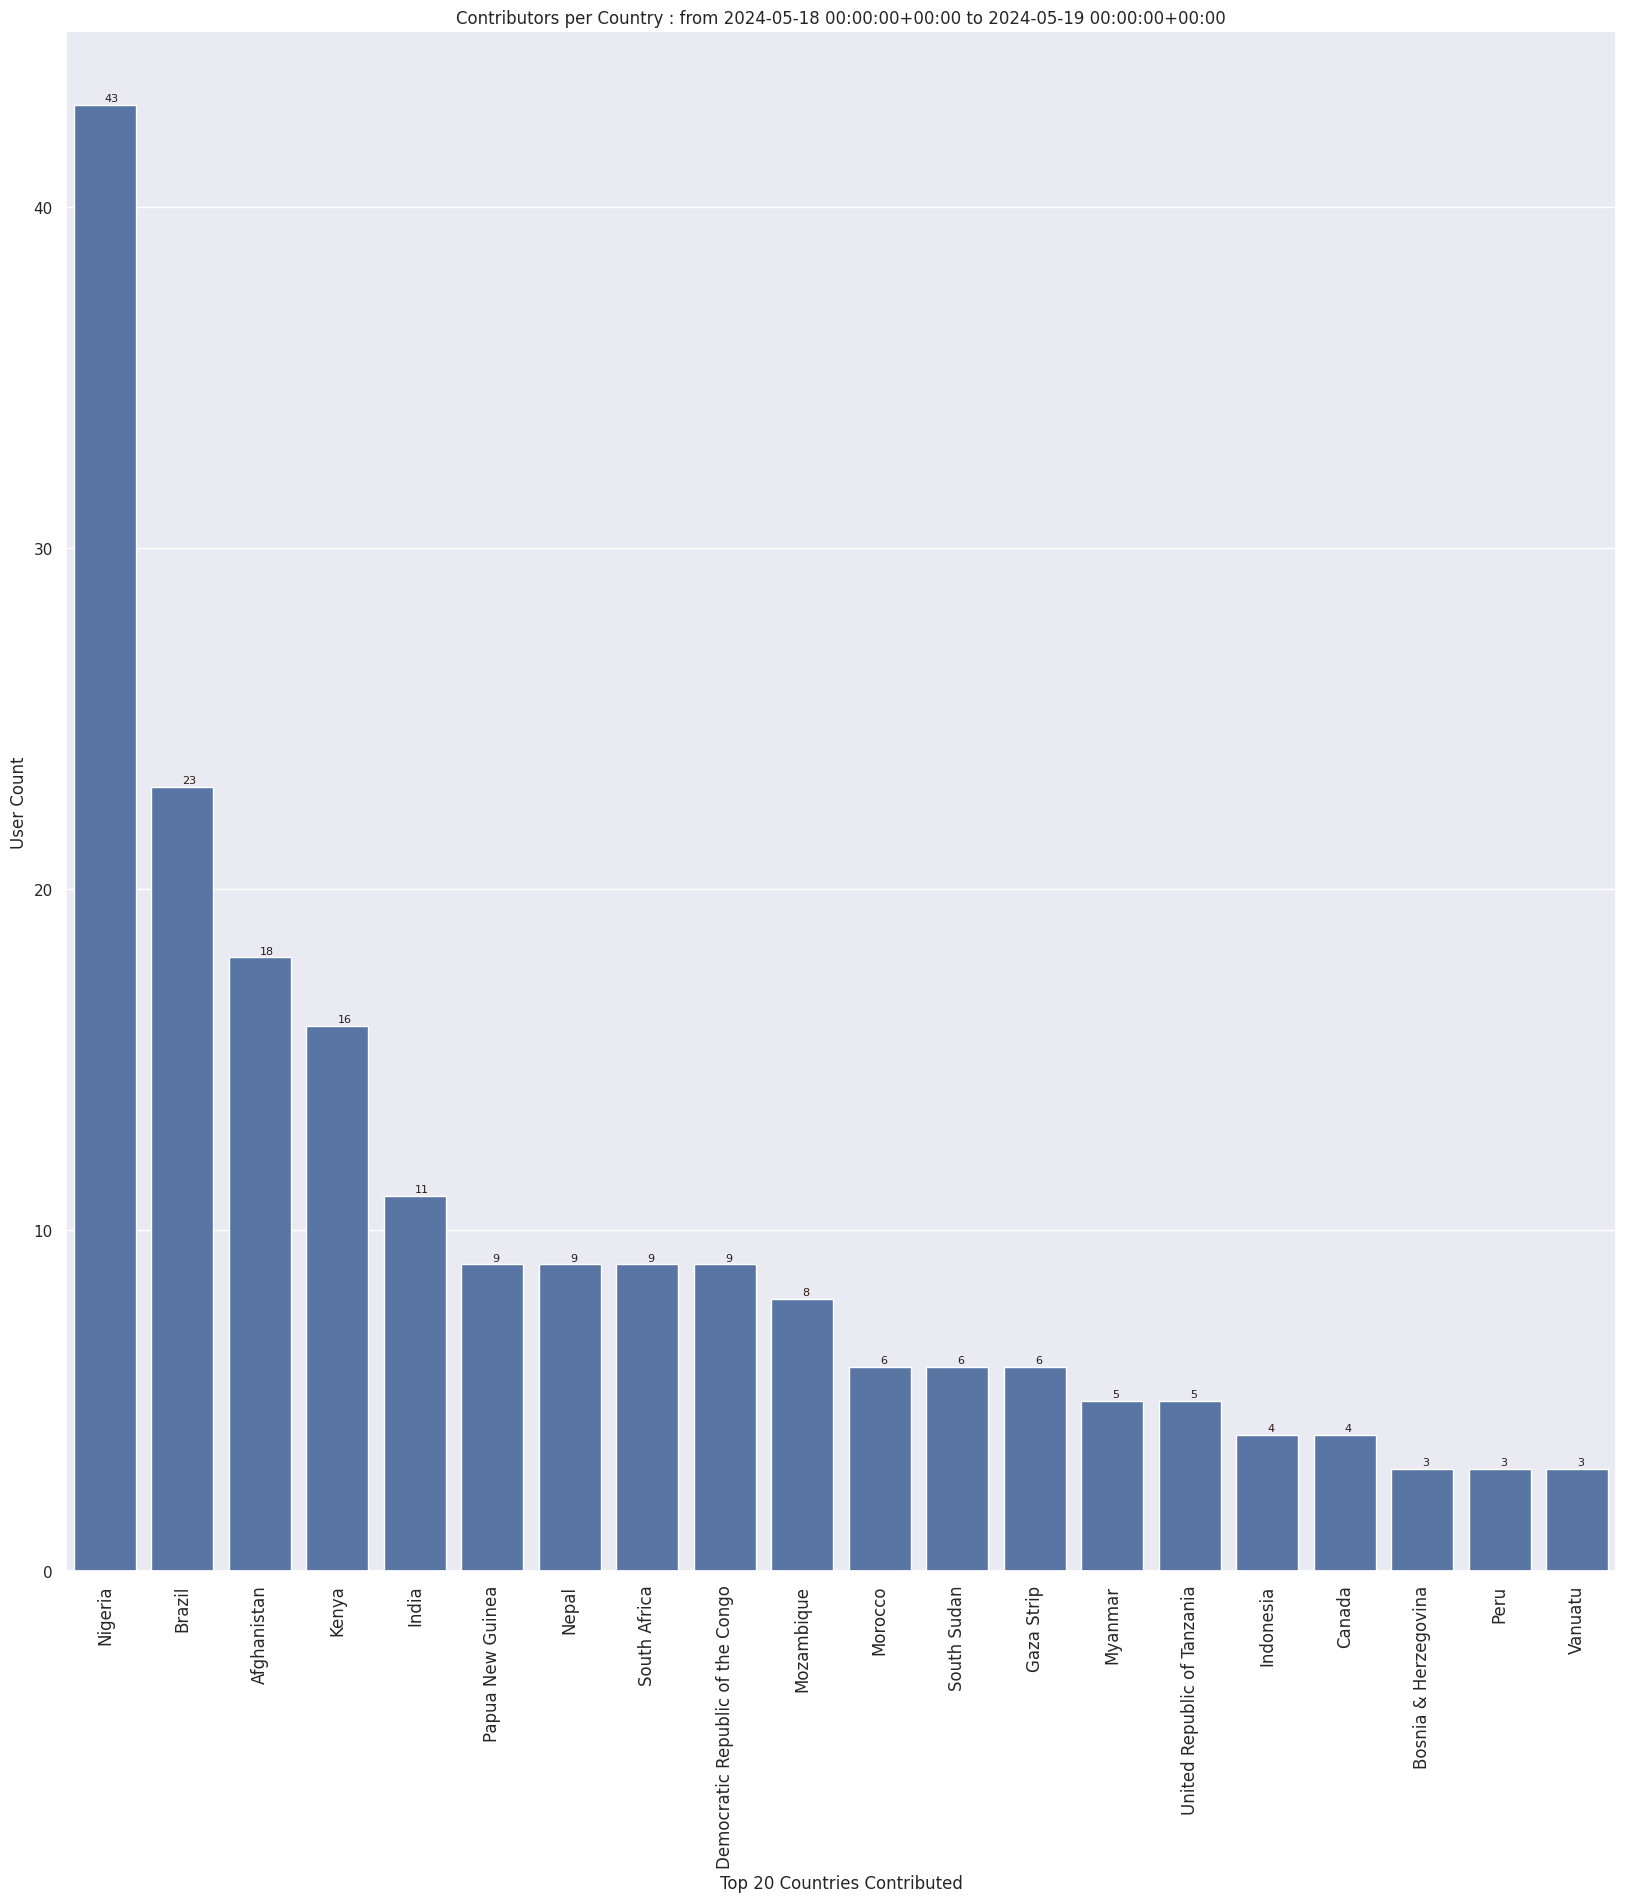 Contributors per Country : from 2024-05-18 00:00:00+00:00 to 2024-05-19 00:00:00+00:00
User Count
40
30
20
10
0
43
23
18
16
11
9
9
9
9
8
6
6
6
5
5
4
4
3
3
3
Nigeria
Brazil
Afghanistan
Kenya
India
Papua New Guinea
Nepal
South Africa
Democratic Republic of the Congo
Mozambique
Morocco
South Sudan
Gaza Strip
Myanmar
United Republic of Tanzania
Indonesia
Canada
Bosnia & Herzegovina
Peru
Vanuatu
Top 20 Countries Contributed